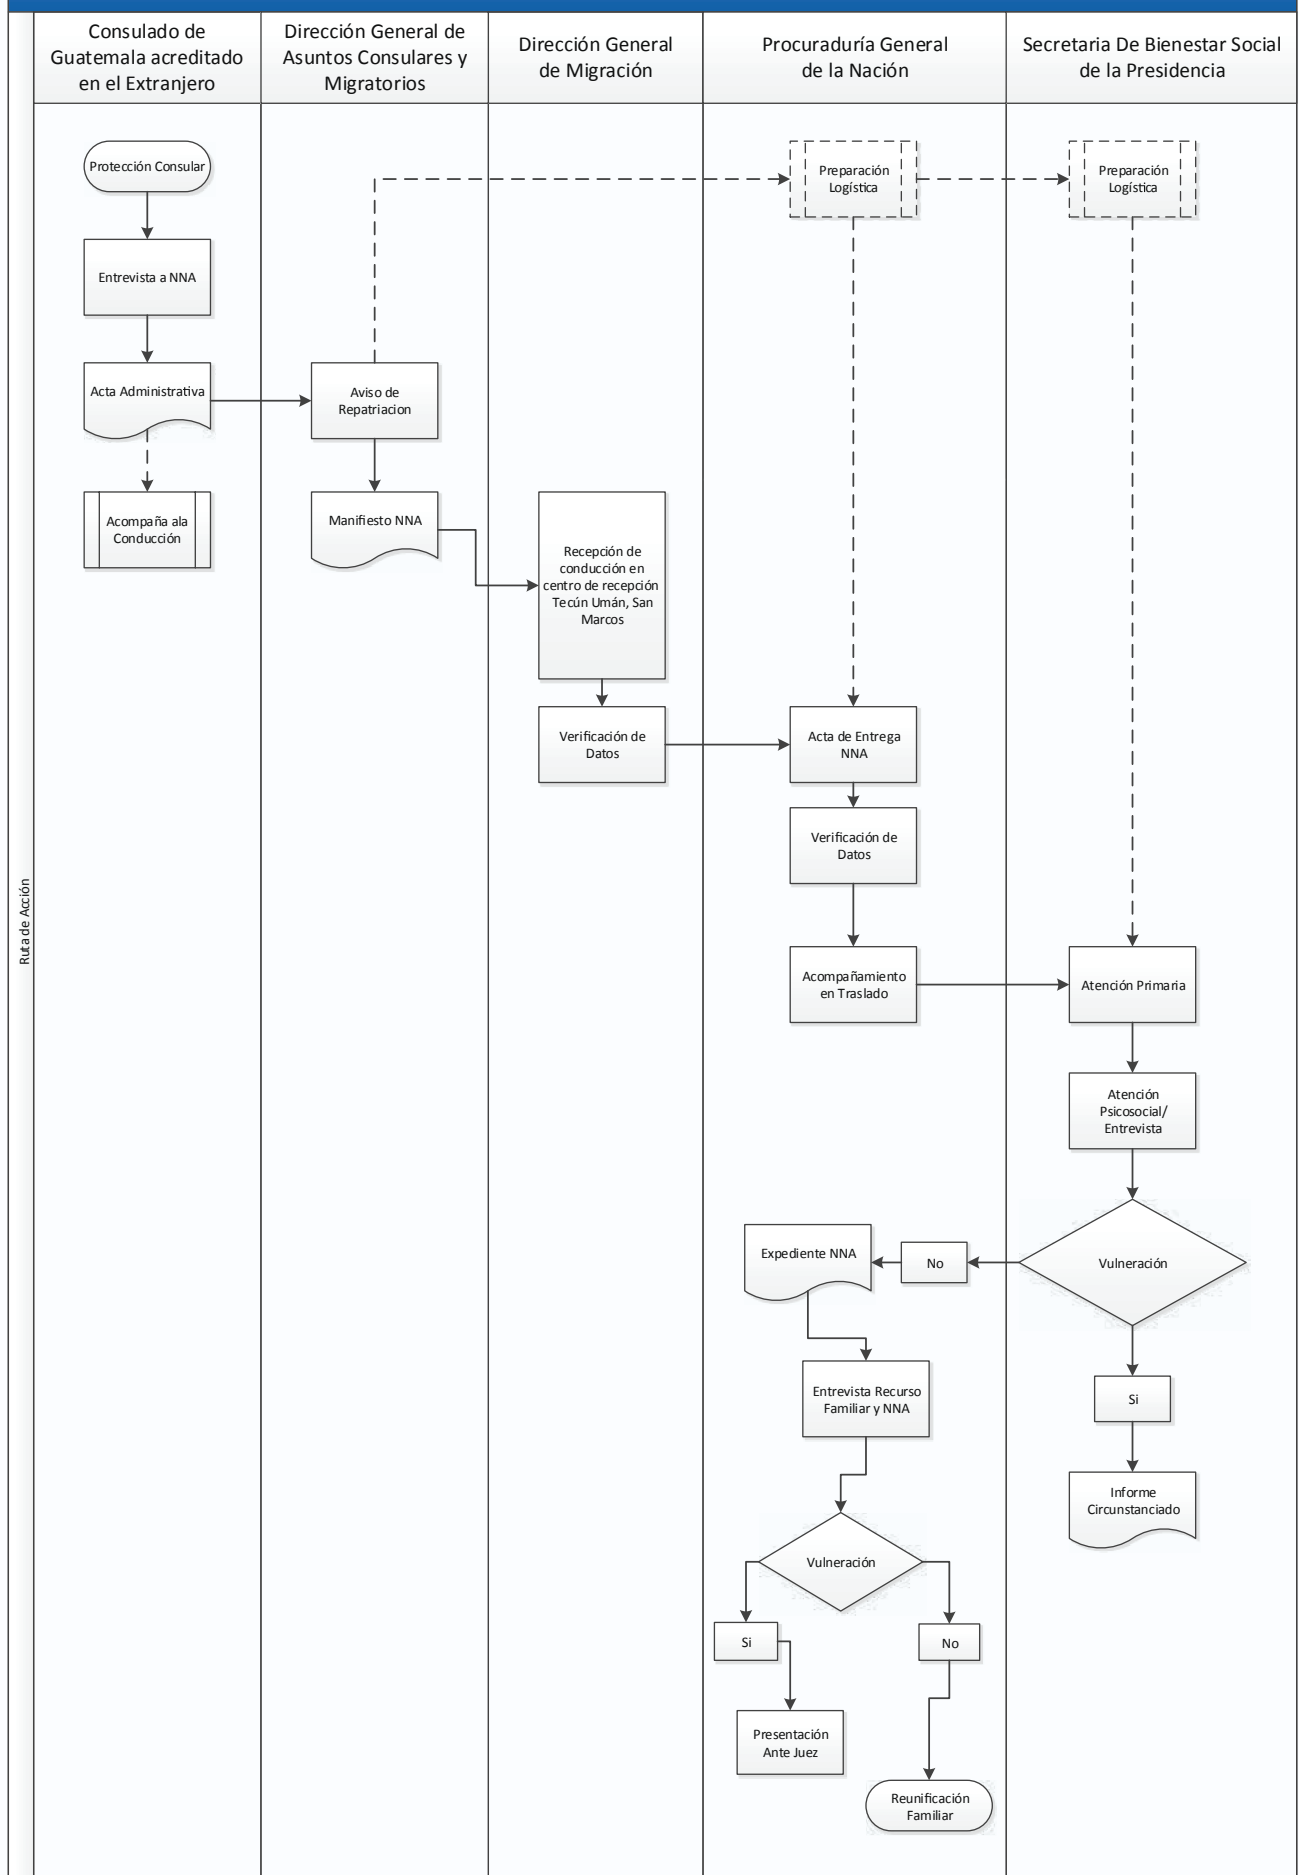 Consulado de
Guatemala acreditado
en el Extranjero
Dirección General de
Asuntos Consulares y
Migratorios
Dirección General
de Migración
Procuraduría General
de la Nación
Secretaria De Bienestar Social
de la Presidencia
Ruta de Acción
Protección Consular
Preparación
Logística
Preparación
Logística
Entrevista a NNA
Acta Administrativa
Aviso de
Repatriacion
Acompaña ala
Conducción
Manifiesto NNA
Recepción de
conducción en
centro de recepción
Tecún Umán, San
Marcos
Verificación de
Datos
Acta de Entrega
NNA
Verificación de
Datos
Acompañamiento
en Traslado
Atención Primaria
Atención
Psicosocial/
Entrevista
Vulneración
No
Expediente NNA
Si
Informe
Circunstanciado
Entrevista Recurso
Familiar y NNA
Vulneración
Si
No
Presentación
Ante Juez
Reunificación
Familiar